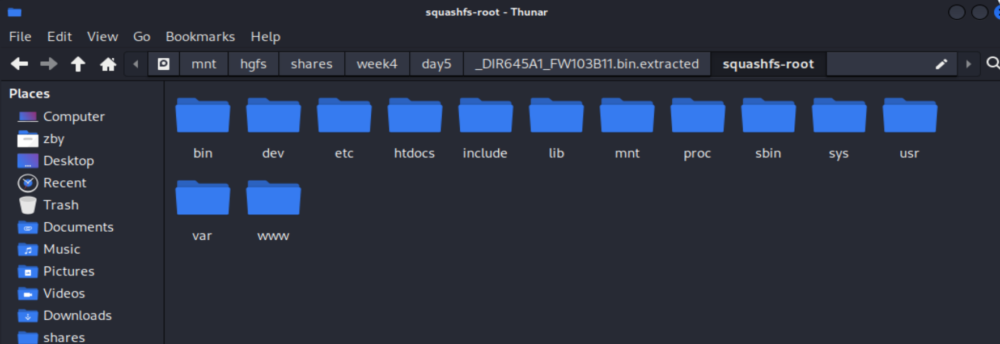 squashfs-root - Thunar
File Edit View Go Bookmarks Help
mnt hgfs shares week4 day5 _DIR645A1_FW103B11.bin.extracted squashfs-root
Places
Computer
zby
Desktop
Recent
Trash
Documents
Music
Pictures
Videos
Downloads
shares
bin dev etc htdocs include lib mnt proc sbin sys usr
var www